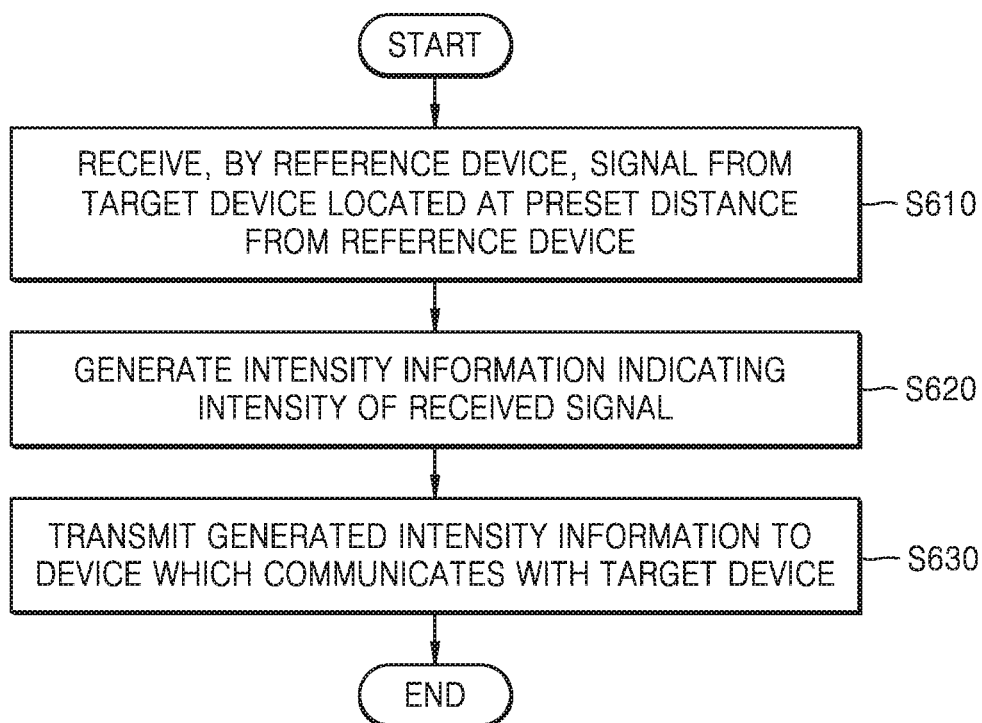 START
RECEIVE, BY REFERENCE DEVICE, SIGNAL FROM
TARGET DEVICE LOCATED AT PRESET DISTANCE
FROM REFERENCE DEVICE
S610
GENERATE INTENSITY INFORMATION INDICATING
INTENSITY OF RECEIVED SIGNAL
S620
TRANSMIT GENERATED INTENSITY INFORMATION TO
DEVICE WHICH COMMUNICATES WITH TARGET DEVICE
S630
END